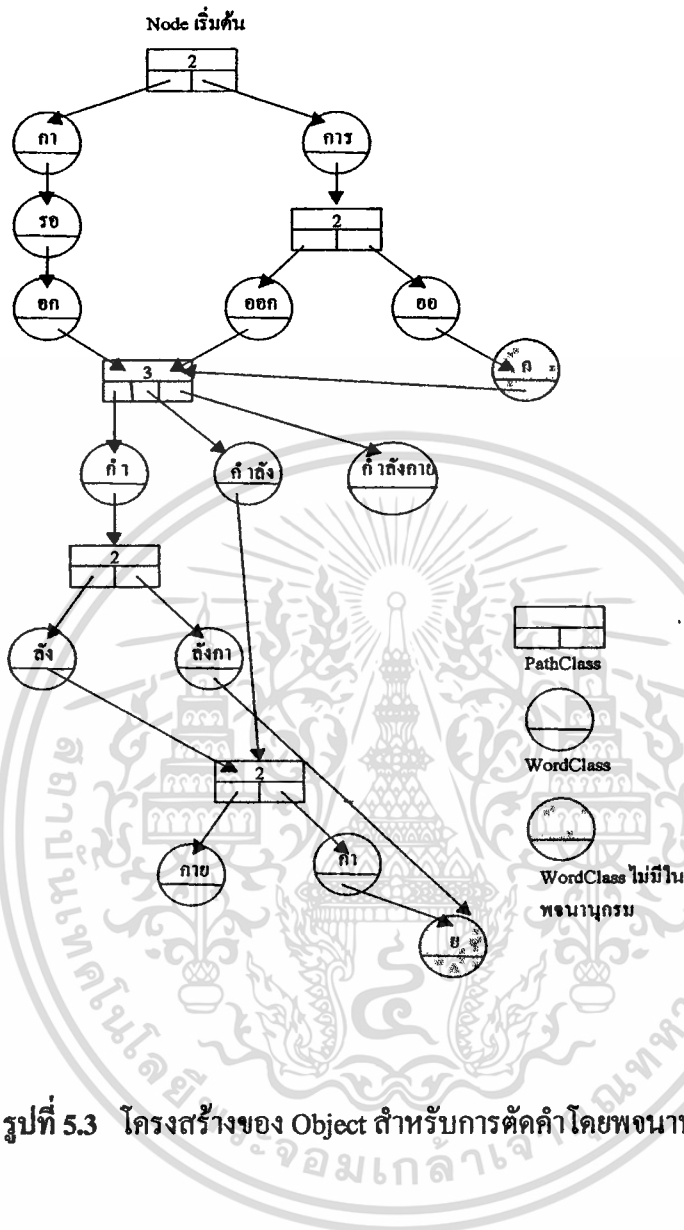 Node เริ่มต้น
2
กา
การ
รอ
2
อก
ออก
ออ
ก
3
กำ
กำลัง
กำลังกาย
2
ลัง
ลังกา
PathClass
WordClass
2
กาย
กา
ย
WordClass ไม่มีใน
พจนานุกรม
รูปที่ 5.3 โครงสร้างของ Object สำหรับการตัดคำโดยพจนาน